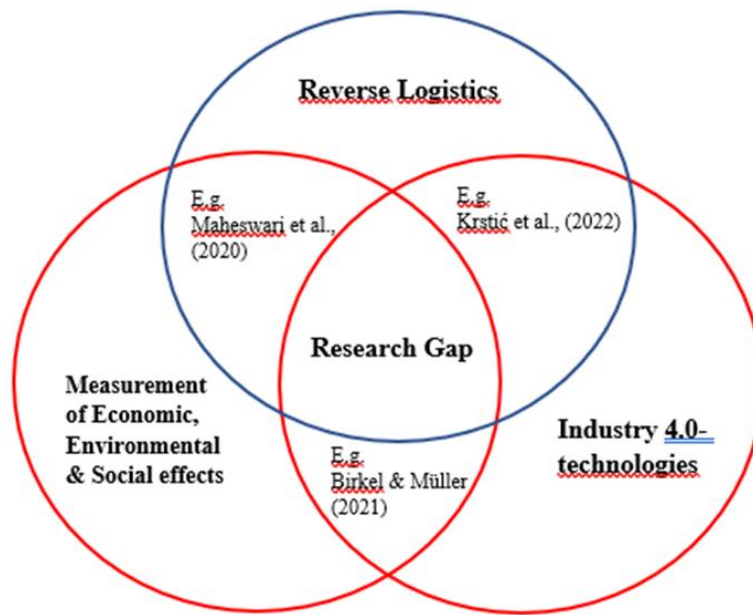 Reverse Logistics
E.g.
Maheswari et al.,
(2020)
E.g.
Krstić et al., (2022)
Research Gap
Measurement
of Economic,
Environmental
& Social effects
Industry 4.0-
technologies
E.g.
Birkel & Müller
(2021)